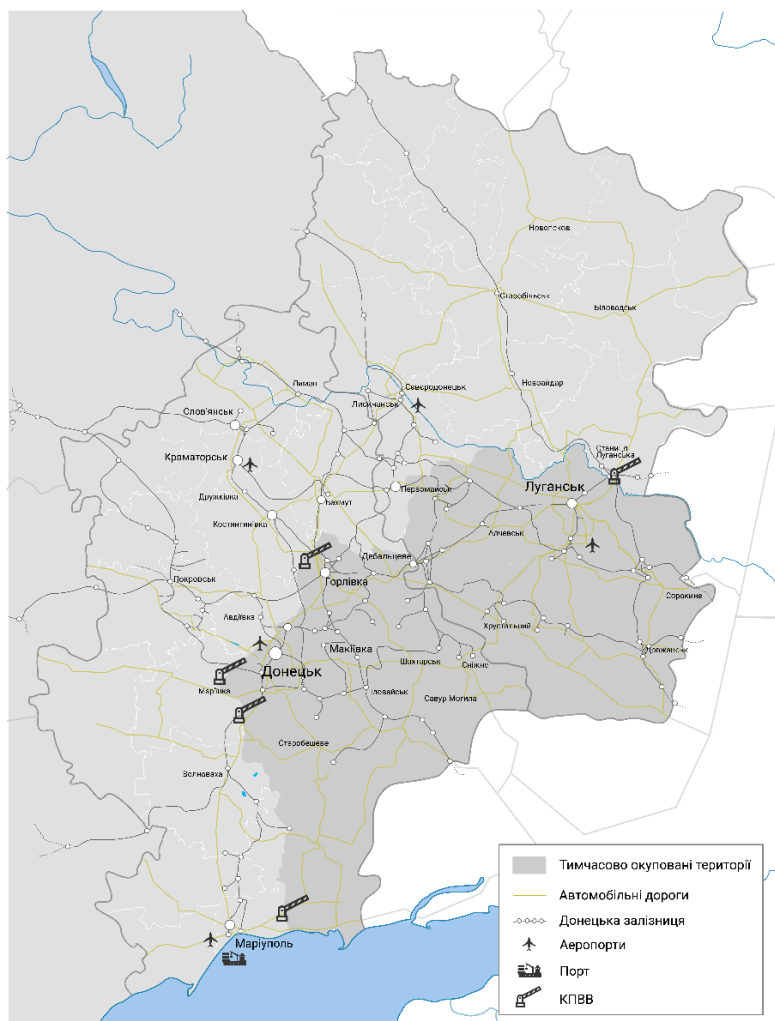 Новопсков
Старобільськ
Біловодськ
Новоайдар
Лиман
Сєвєродонецьк
Лисичанськ
Слов'янськ
Станиця
Луганська
Краматорськ
Первомайськ
Луганськ
Дружківка
Бахмут
Костянтинівка
Алчевськ
Дебальцеве
Покровськ
Горлівка
Сорокине
Авдіївка
Хрустальний
Макіївка
Довжанськ
Шахтарськ
Сніжне
Донецьк
Мар'їнка
Іловайськ
Савур Могила
Старобешеве
Волноваха
Маріуполь
Тимчасово окуповані території
Автомобільні дороги
Донецька залізниця
Аеропорти
Порт
КПВВ